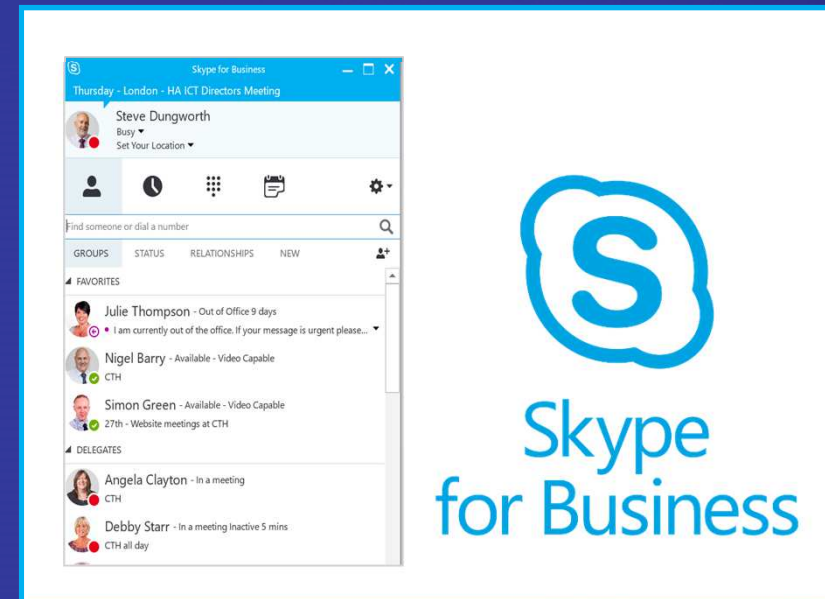 Skype for Business
Thursday - London - HA ICT Directors Meeting
Steve Dungworth
Busy
Set Your Location
Find someone or dial a number
GROUPS STATUS RELATIONSHIPS NEW
FAVORITES
Julie Thompson - Out of Office 9 days
I am currently out of the office. If your message is urgent please...
Nigel Barry - Available - Video Capable
CTH
Simon Green - Available - Video Capable
27th - Website meetings at CTH
DELEGATES
Angela Clayton - In a meeting
CTH
Debby Starr - In a meeting Inactive 5 mins
CTH all day
S
Skype
for Business